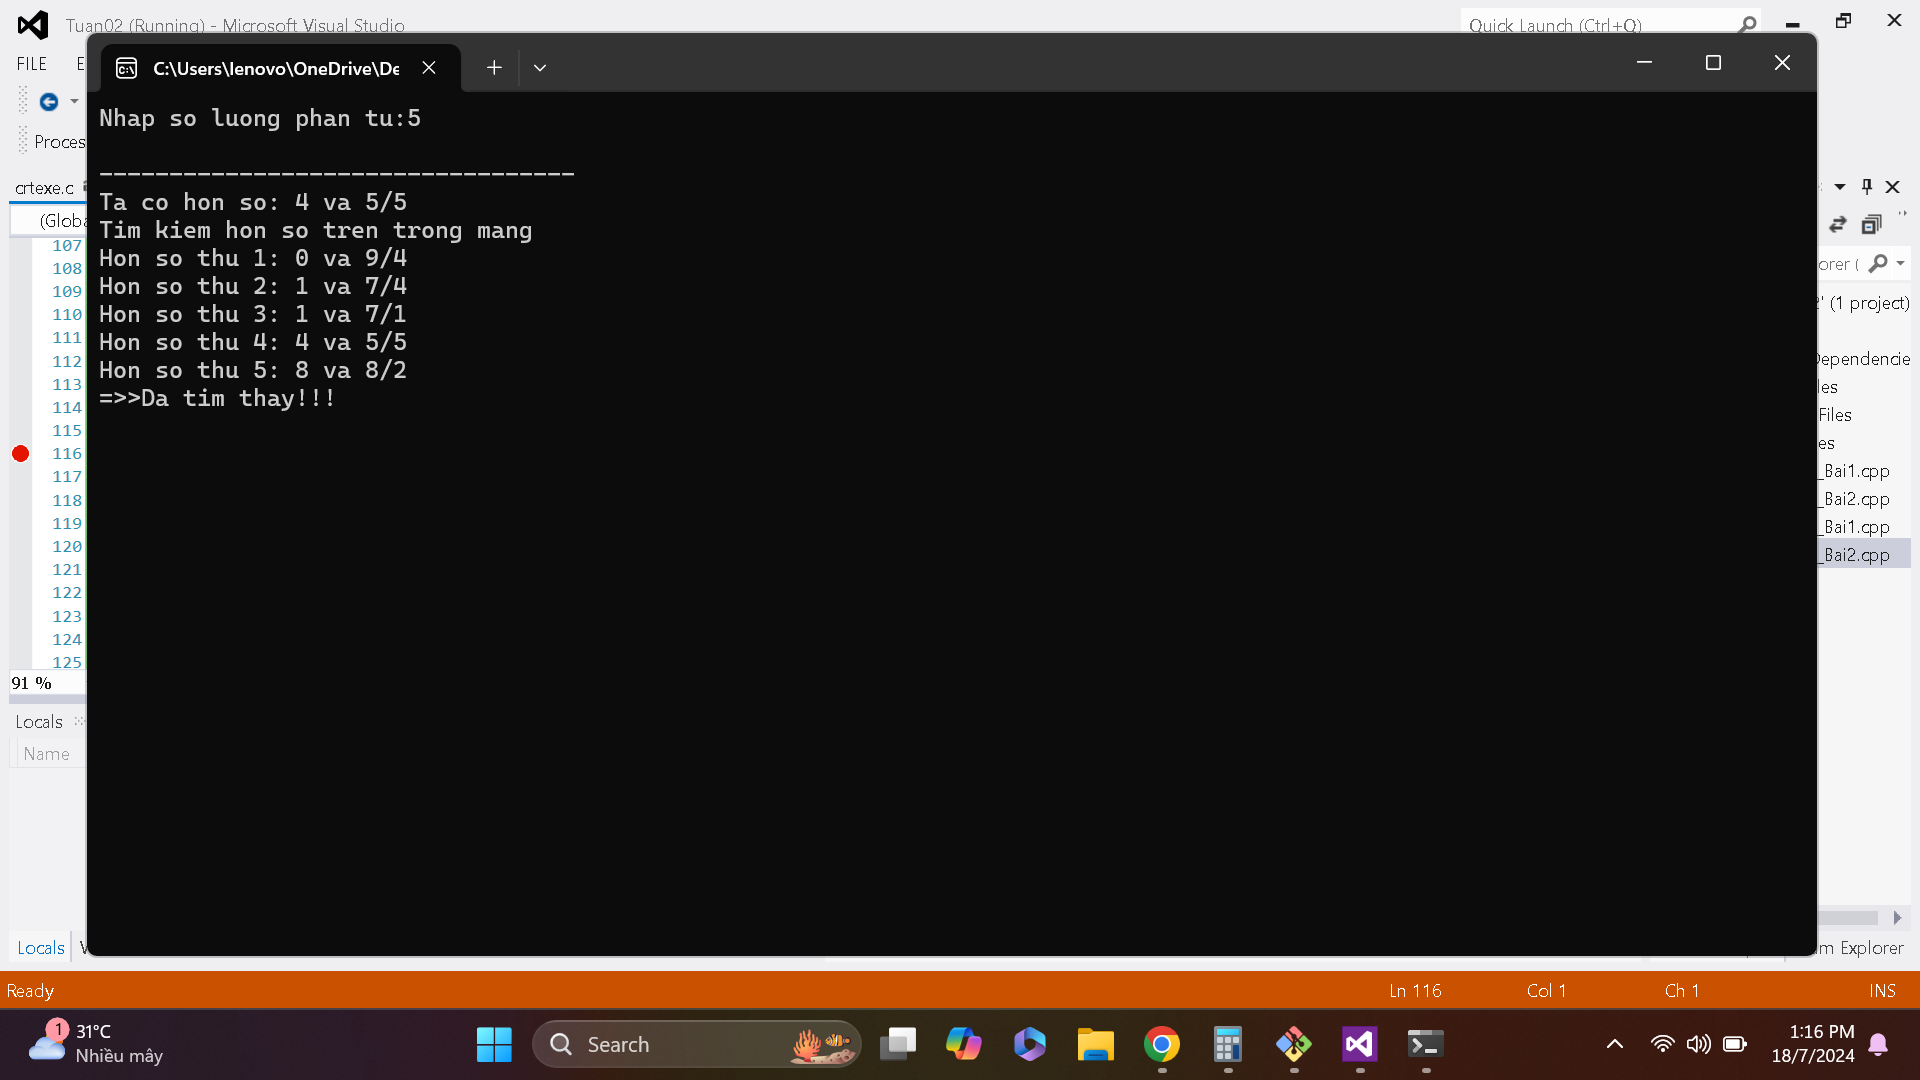 Tuan02 (Running) - Microsoft Visual Studio
Quick Launch (Ctrl+Q)
FILE E
C:\Users\lenovo\OneDrive\De
Proces
crtexe.c
(Globa
Nhap so luong phan tu:5
----------------------------------
Ta co hon so: 4 va 5/5
Tim kiem hon so tren trong mang
Hon so thu 1: 0 va 9/4
Hon so thu 2: 1 va 7/4
Hon so thu 3: 1 va 7/1
Hon so thu 4: 4 va 5/5
Hon so thu 5: 8 va 8/2
=>>Da tim thay!!!
107
108
109
110
111
112
113
114
115
116
117
118
119
120
121
122
123
124
125
91 %
Locals
Name
Locals
orer (
2' (1 project)
Dependencie
les
Files
es
_Bai1.cpp
_Bai2.cpp
_Bai1.cpp
_Bai2.cpp
m Explorer
Ready
Ln 116
Col 1
Ch 1
INS
1
31°C
Nhiều mây
Search
1:16 PM
18/7/2024